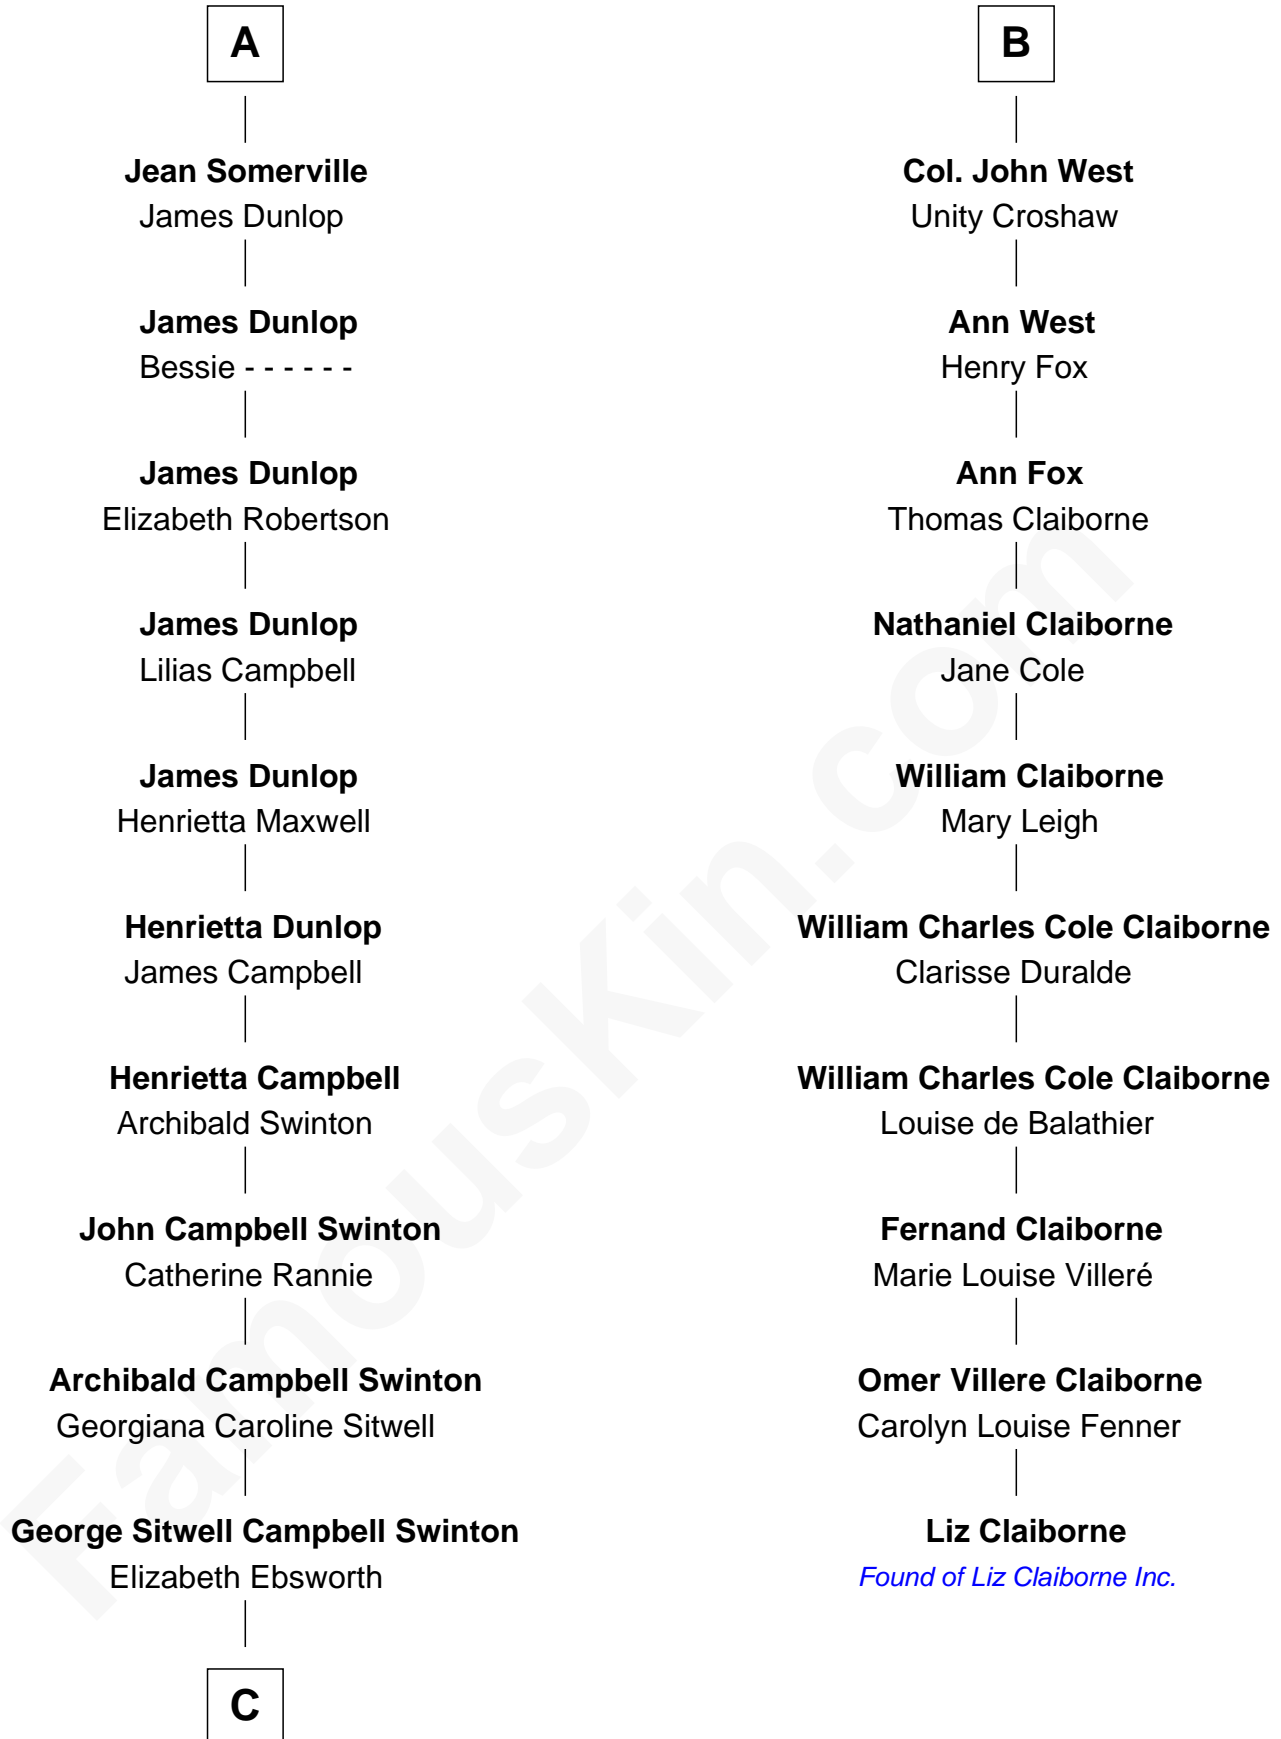 A
Jean Somerville
James Dunlop
James Dunlop
Bessie - - - - - -
James Dunlop
Elizabeth Robertson
James Dunlop
Lilias Campbell
James Dunlop
Henrietta Maxwell
Henrietta Dunlop
James Campbell
Henrietta Campbell
Archibald Swinton
John Campbell Swinton
Catherine Rannie
Archibald Campbell Swinton
Georgiana Caroline Sitwell
George Sitwell Campbell Swinton
Elizabeth Ebsworth
C
B
Col. John West
Unity Croshaw
Ann West
Henry Fox
Ann Fox
Thomas Claiborne
Nathaniel Claiborne
Jane Cole
William Claiborne
Mary Leigh
William Charles Cole Claiborne
Clarisse Duralde
William Charles Cole Claiborne
Louise de Balathier
Fernand Claiborne
Marie Louise Villeré
Omer Villere Claiborne
Carolyn Louise Fenner
Liz Claiborne
Found of Liz Claiborne Inc.
FamousKin.com